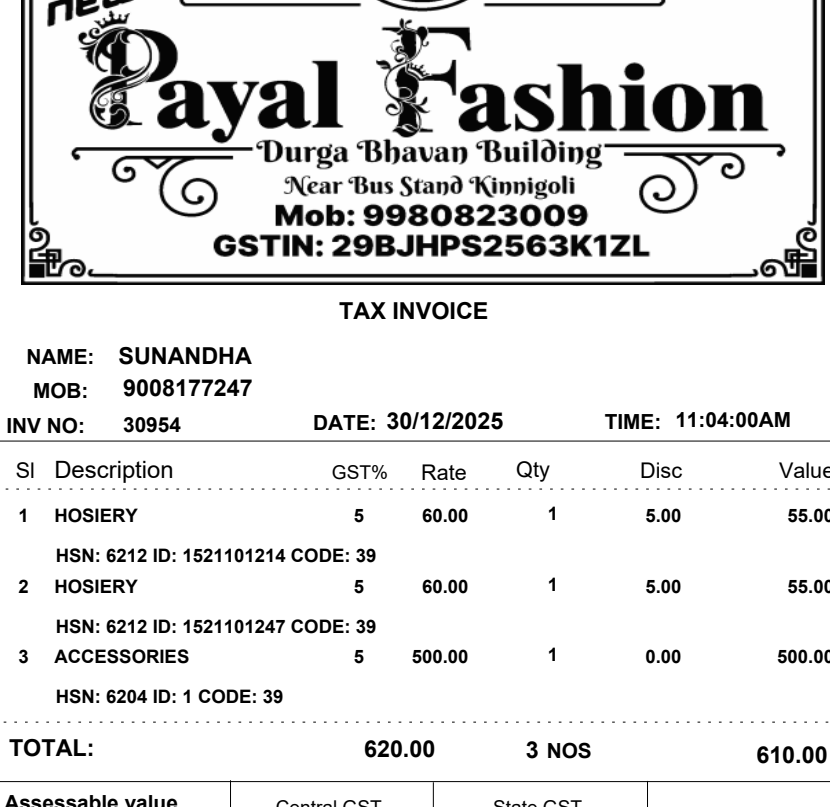 new
Payal Fashion
Durga Bhavan Building
Near Bus Stand Kinnigoli
Mob: 9980823009
GSTIN: 29BJHPS2563K1ZL
TAX INVOICE
NAME: SUNANDHA
MOB: 9008177247
INV NO: 30954 DATE: 30/12/2025 TIME: 11:04:00AM
Sl Description GST% Rate Qty Disc Value
1 HOSIERY 5 60.00 1 5.00 55.00
HSN: 6212 ID: 1521101214 CODE: 39
2 HOSIERY 5 60.00 1 5.00 55.00
HSN: 6212 ID: 1521101247 CODE: 39
3 ACCESSORIES 5 500.00 1 0.00 500.00
HSN: 6204 ID: 1 CODE: 39
TOTAL: 620.00 3 NOS 610.00
Assessable value Central GST State GST